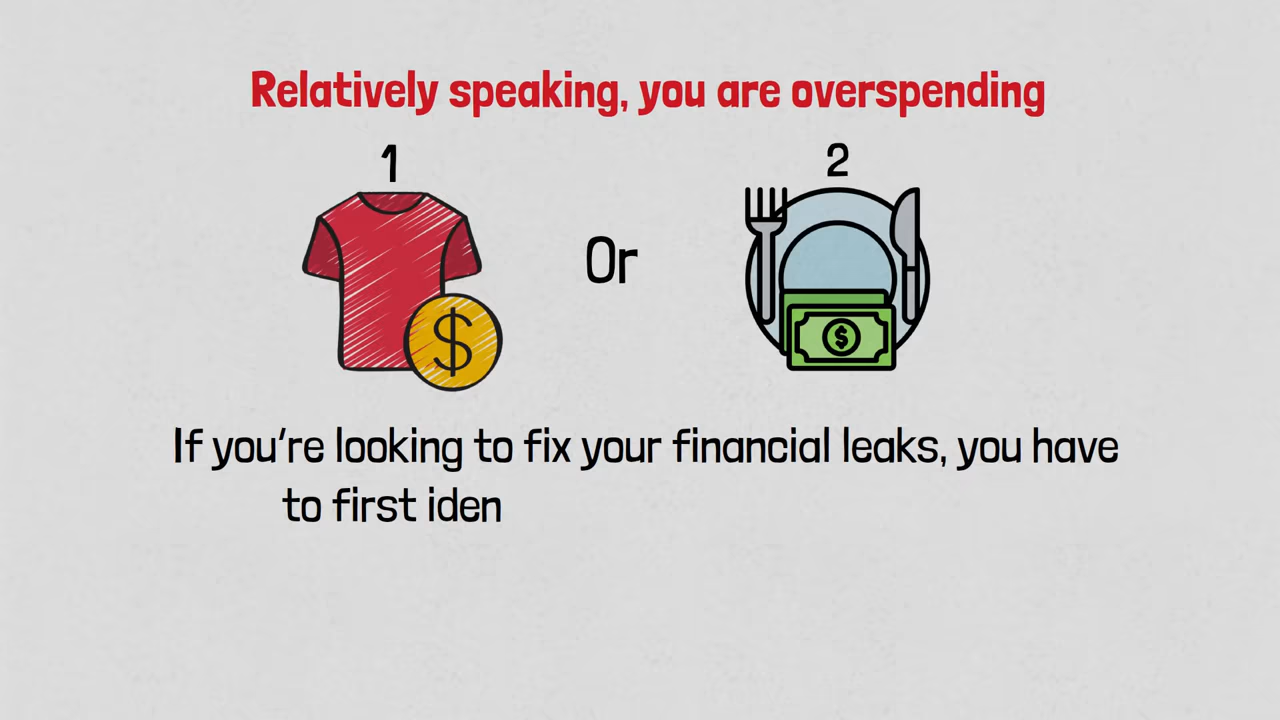 Relatively speaking, you are overspending
1
2
Or
$
$
If you're looking to fix your financial leaks, you have
to first iden